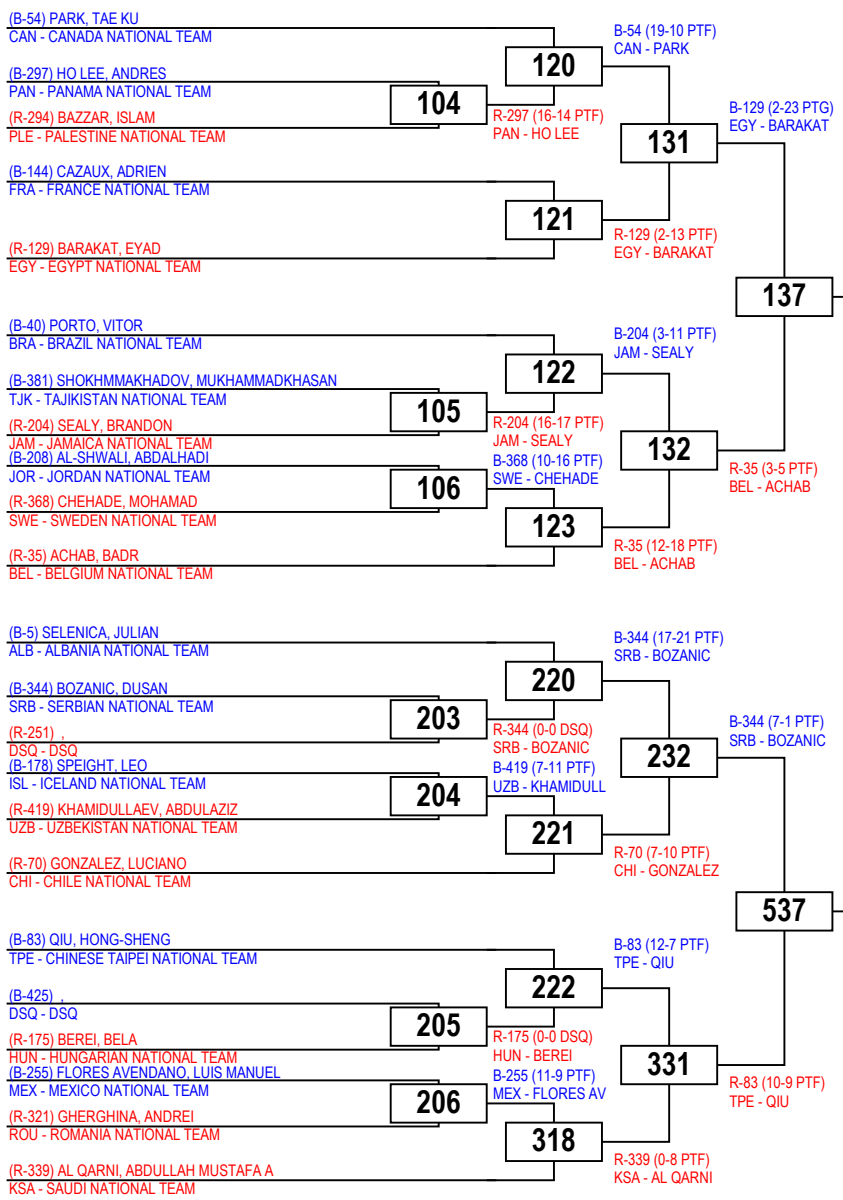 (B-54) PARK, TAE KU
CAN - CANADA NATIONAL TEAM
(B-297) HO LEE, ANDRES
PAN - PANAMA NATIONAL TEAM
(R-294) BAZZAR, ISLAM
PLE - PALESTINE NATIONAL TEAM
(B-144) CAZAUX, ADRIEN
FRA - FRANCE NATIONAL TEAM
(R-129) BARAKAT, EYAD
EGY - EGYPT NATIONAL TEAM
(B-40) PORTO, VITOR
BRA - BRAZIL NATIONAL TEAM
(B-381) SHOKHMMAKHADOV, MUKHAMMADKHASAN
TJK - TAJIKISTAN NATIONAL TEAM
(R-204) SEALY, BRANDON
JAM - JAMAICA NATIONAL TEAM
(B-208) AL-SHWALI, ABDALHADI
JOR - JORDAN NATIONAL TEAM
(R-368) CHEHADE, MOHAMAD
SWE - SWEDEN NATIONAL TEAM
(R-35) ACHAB, BADR
BEL - BELGIUM NATIONAL TEAM
(B-5) SELENICA, JULIAN
ALB - ALBANIA NATIONAL TEAM
(B-344) BOZANIC, DUSAN
SRB - SERBIAN NATIONAL TEAM
(R-251) ,
DSQ - DSQ
(B-178) SPEIGHT, LEO
ISL - ICELAND NATIONAL TEAM
(R-419) KHAMIDULLAEV, ABDULAZIZ
UZB - UZBEKISTAN NATIONAL TEAM
(R-70) GONZALEZ, LUCIANO
CHI - CHILE NATIONAL TEAM
(B-83) QIU, HONG-SHENG
TPE - CHINESE TAIPEI NATIONAL TEAM
(B-425) ,
DSQ - DSQ
(R-175) BEREI, BELA
HUN - HUNGARIAN NATIONAL TEAM
(B-255) FLORES AVENDANO, LUIS MANUEL
MEX - MEXICO NATIONAL TEAM
(R-321) GHERGHINA, ANDREI
ROU - ROMANIA NATIONAL TEAM
(R-339) AL QARNI, ABDULLAH MUSTAFA A
KSA - SAUDI NATIONAL TEAM
104
105
106
203
204
205
206
120
R-297 (16-14 PTF)
PAN - HO LEE
121
122
R-204 (16-17 PTF)
JAM - SEALY
B-368 (10-16 PTF)
SWE - CHEHADE
123
220
R-344 (0-0 DSQ)
SRB - BOZANIC
B-419 (7-11 PTF)
UZB - KHAMIDULL
221
222
R-175 (0-0 DSQ)
HUN - BEREI
B-255 (11-9 PTF)
MEX - FLORES AV
318
B-54 (19-10 PTF)
CAN - PARK
131
R-129 (2-13 PTF)
EGY - BARAKAT
B-204 (3-11 PTF)
JAM - SEALY
132
R-35 (12-18 PTF)
BEL - ACHAB
B-344 (17-21 PTF)
SRB - BOZANIC
232
R-70 (7-10 PTF)
CHI - GONZALEZ
B-83 (12-7 PTF)
TPE - QIU
331
R-339 (0-8 PTF)
KSA - AL QARNI
B-129 (2-23 PTG)
EGY - BARAKAT
137
R-35 (3-5 PTF)
BEL - ACHAB
B-344 (7-1 PTF)
SRB - BOZANIC
537
R-83 (10-9 PTF)
TPE - QIU